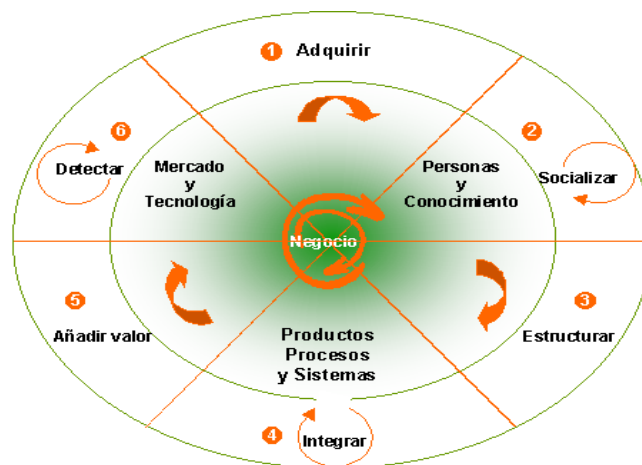 1 Adquirir
2
Socializar
3
Estructurar
4 Integrar
5
Añadir valor
6
Detectar
Mercado
y
Tecnología
Personas
y
Conocimiento
Negocio
Productos
Procesos
y Sistemas